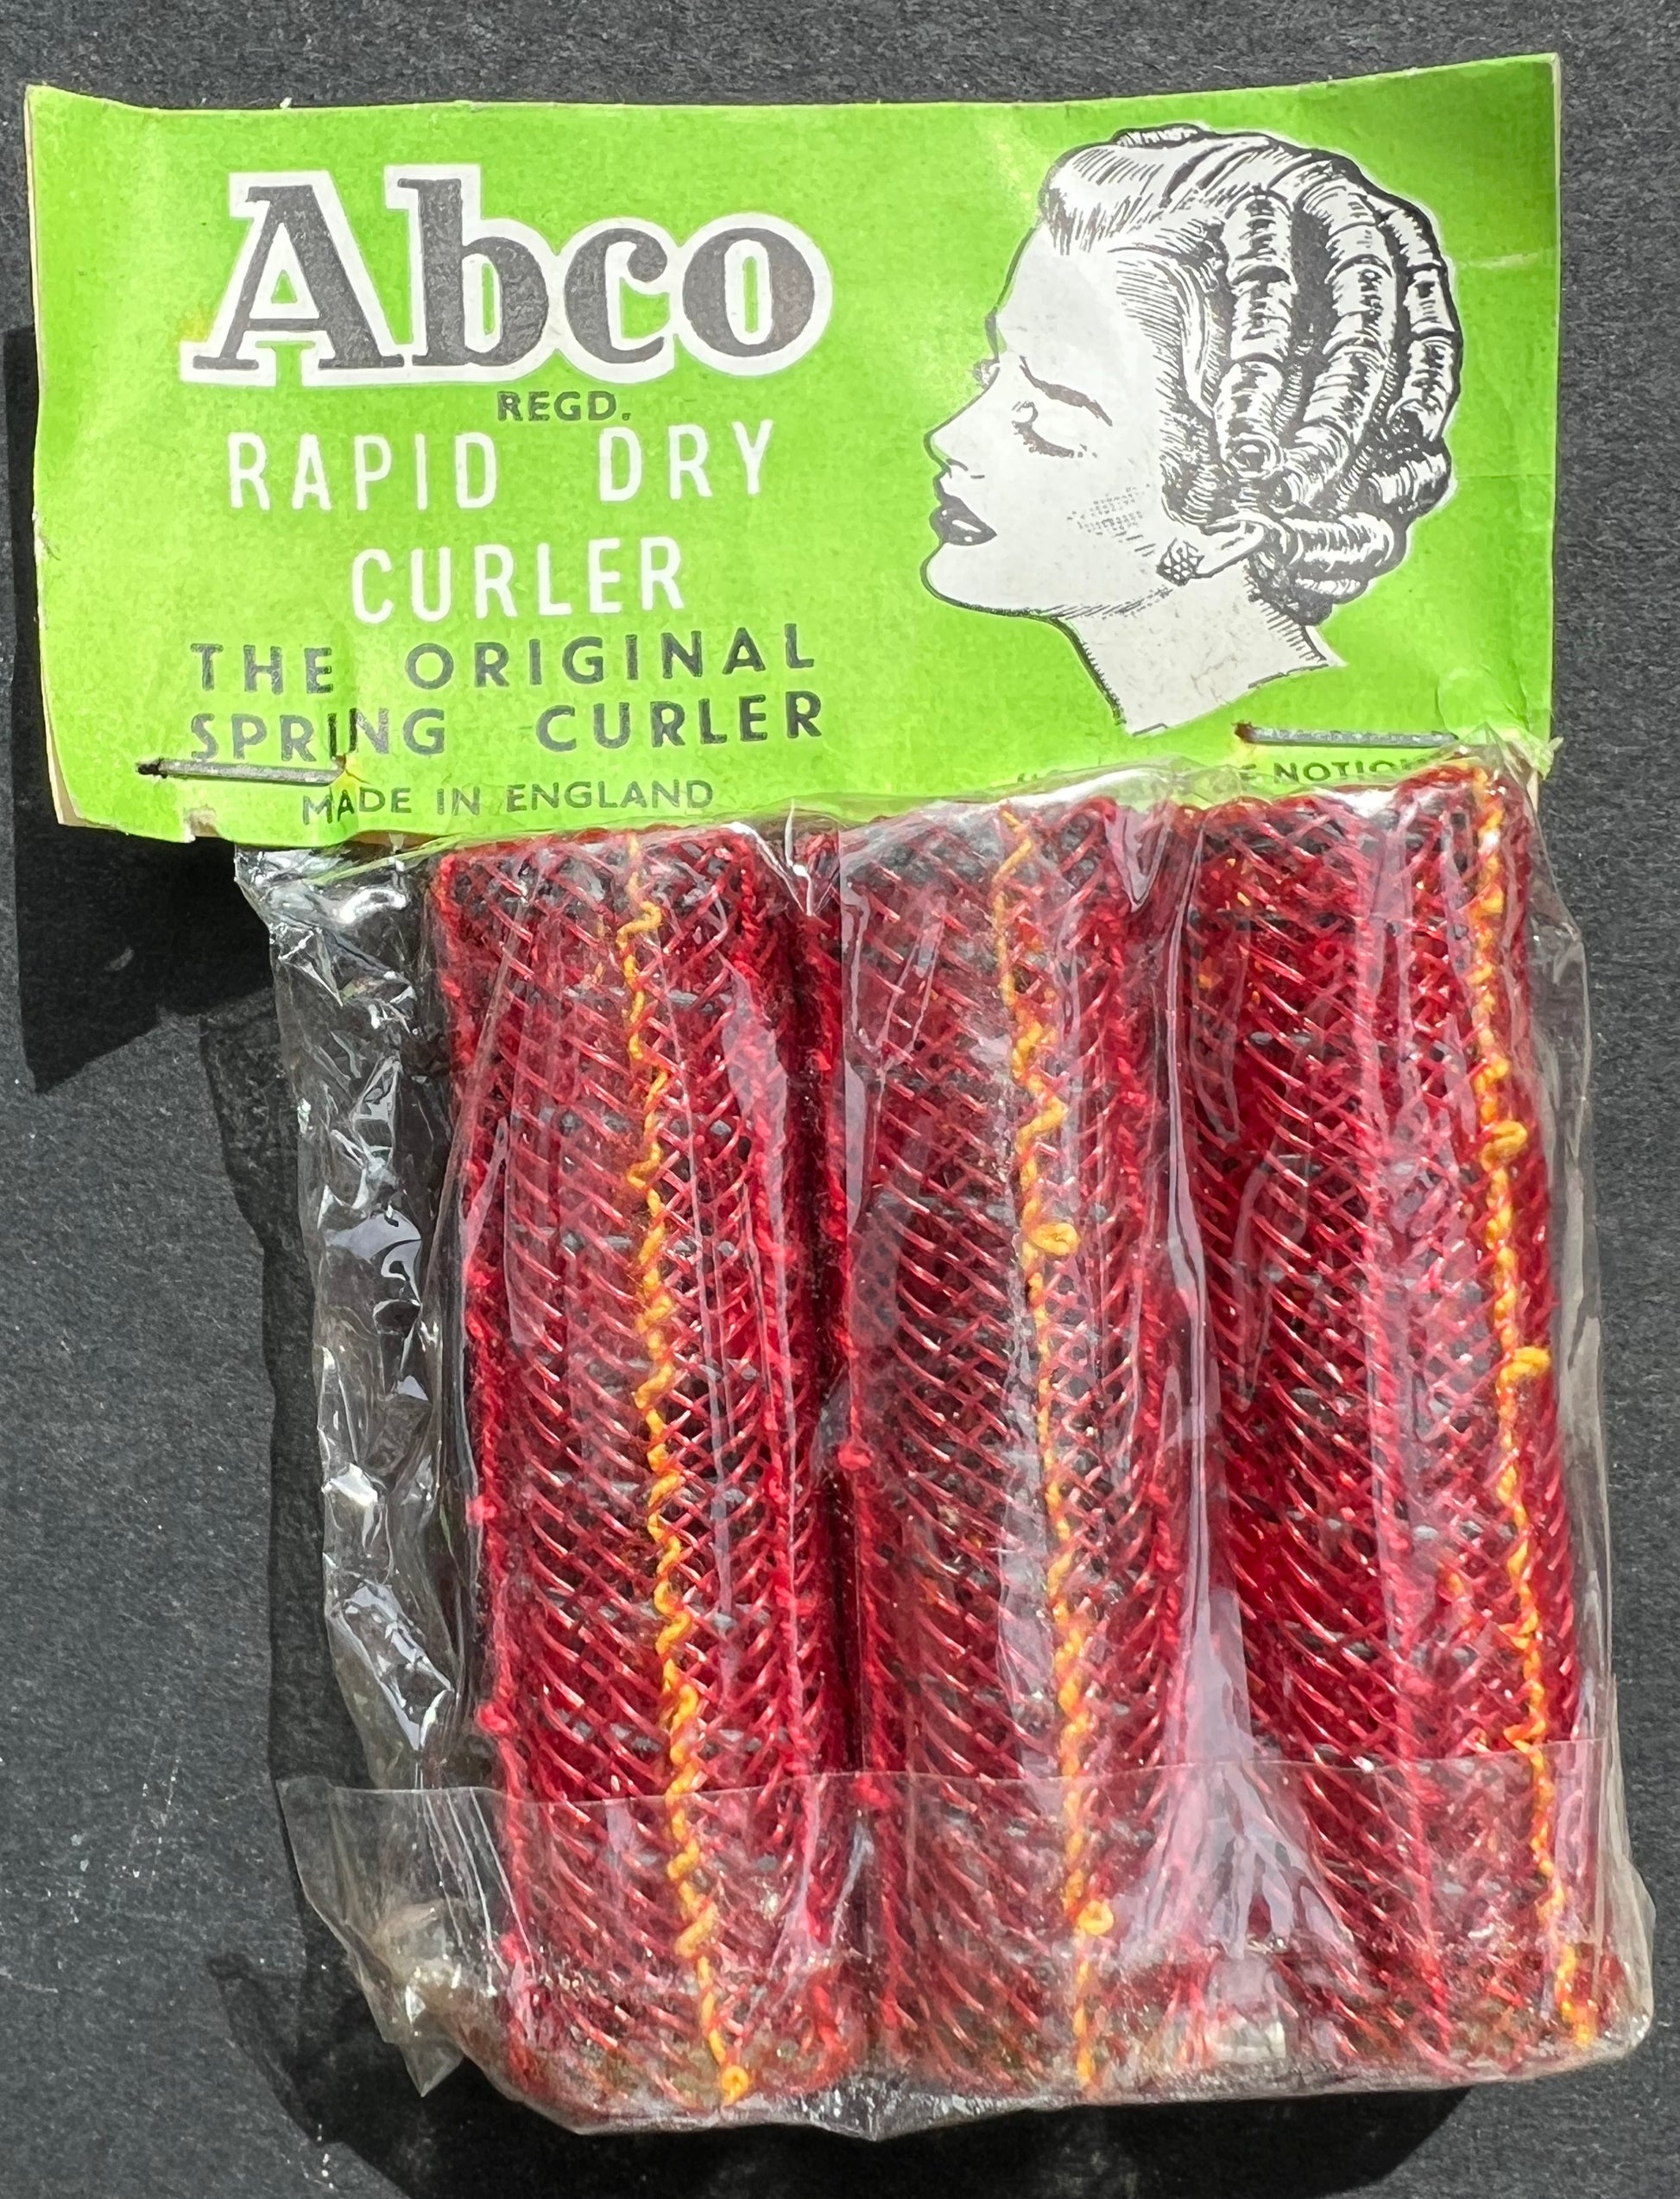 Abco
REGD.
RAPID DRY
CURLER
THE ORIGINAL
SPRING CURLER
MADE IN ENGLAND